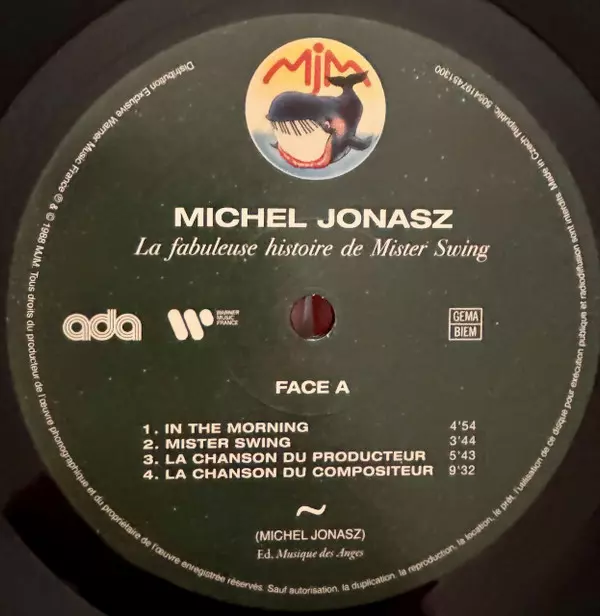 MJM
MICHEL JONASZ
La fabuleuse histoire de Mister Swing
ada
WARNER
MUSIC
FRANCE
GEMA
BIEM
FACE A
1. IN THE MORNING 4'54
2. MISTER SWING 3'44
3. LA CHANSON DU PRODUCTEUR 5'43
4. LA CHANSON DU COMPOSITEUR 9'32
~
(MICHEL JONASZ)
Ed. Musique des Anges
Distribution Exclusive Warner Music France ℗ & © 1988 MJM. Tous droits du producteur de l'œuvre phonographique et du propriétaire de l'œuvre enregistrée réservés. Sauf autorisation, la duplication, la reproduction, la location, le prêt, l'utilisation de ce disque pour exécution publique et radiodiffusion sont interdits. Made in Czech Republic. 5054197451300